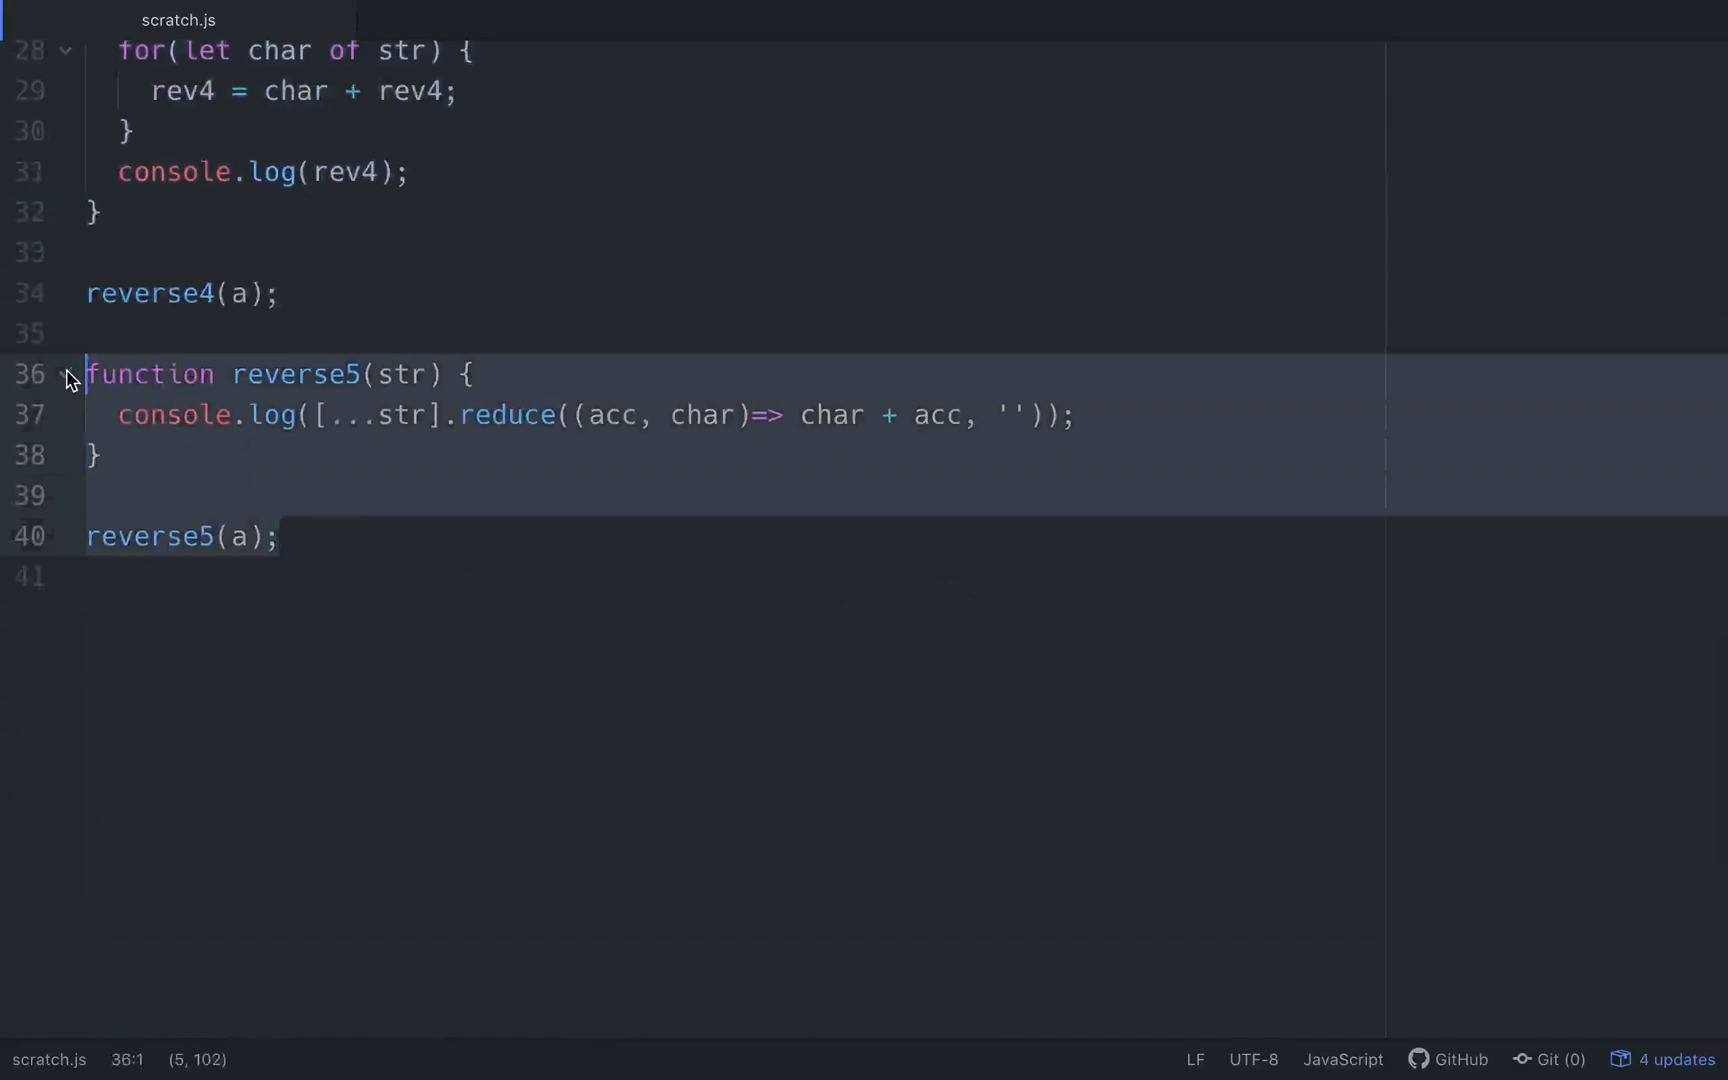 scratch.js
28 for(let char of str) {
29 rev4 = char + rev4;
30 }
31 console.log(rev4);
32 }
33
34 reverse4(a);
35
36 function reverse5(str) {
37 console.log([...str].reduce((acc, char)=> char + acc, ''));
38 }
39
40 reverse5(a);
41
scratch.js 36:1 (5, 102) LF UTF-8 JavaScript GitHub Git (0) 4 updates